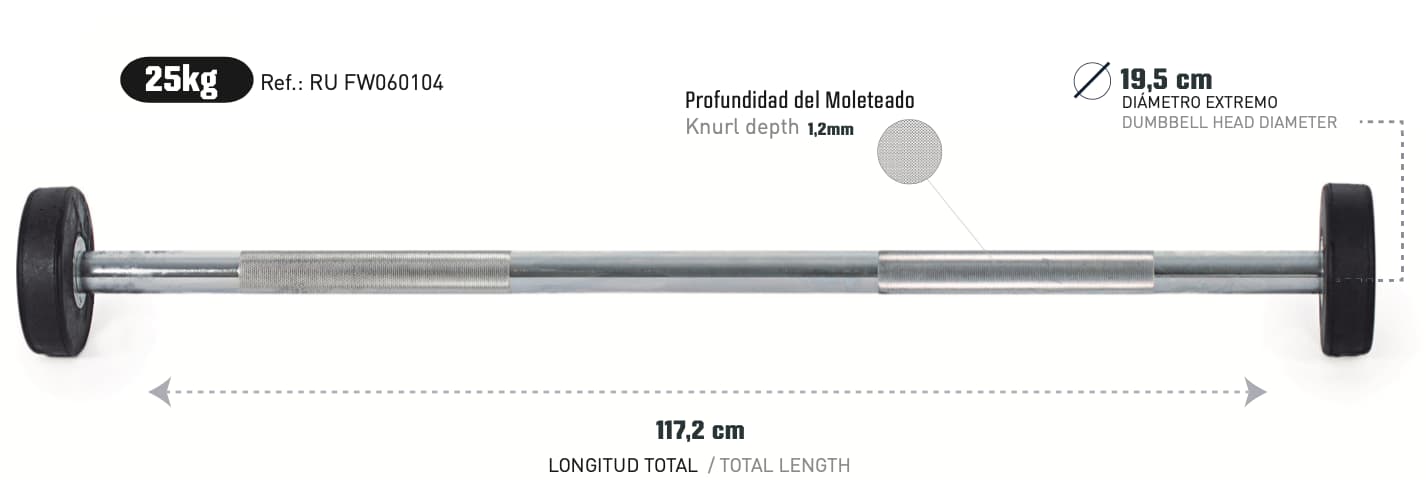 25kg Ref.: RU FW060104
Profundidad del Moleteado
Knurl depth 1,2mm
19,5 cm
DIÁMETRO EXTREMO
DUMBBELL HEAD DIAMETER
117,2 cm
LONGITUD TOTAL / TOTAL LENGTH